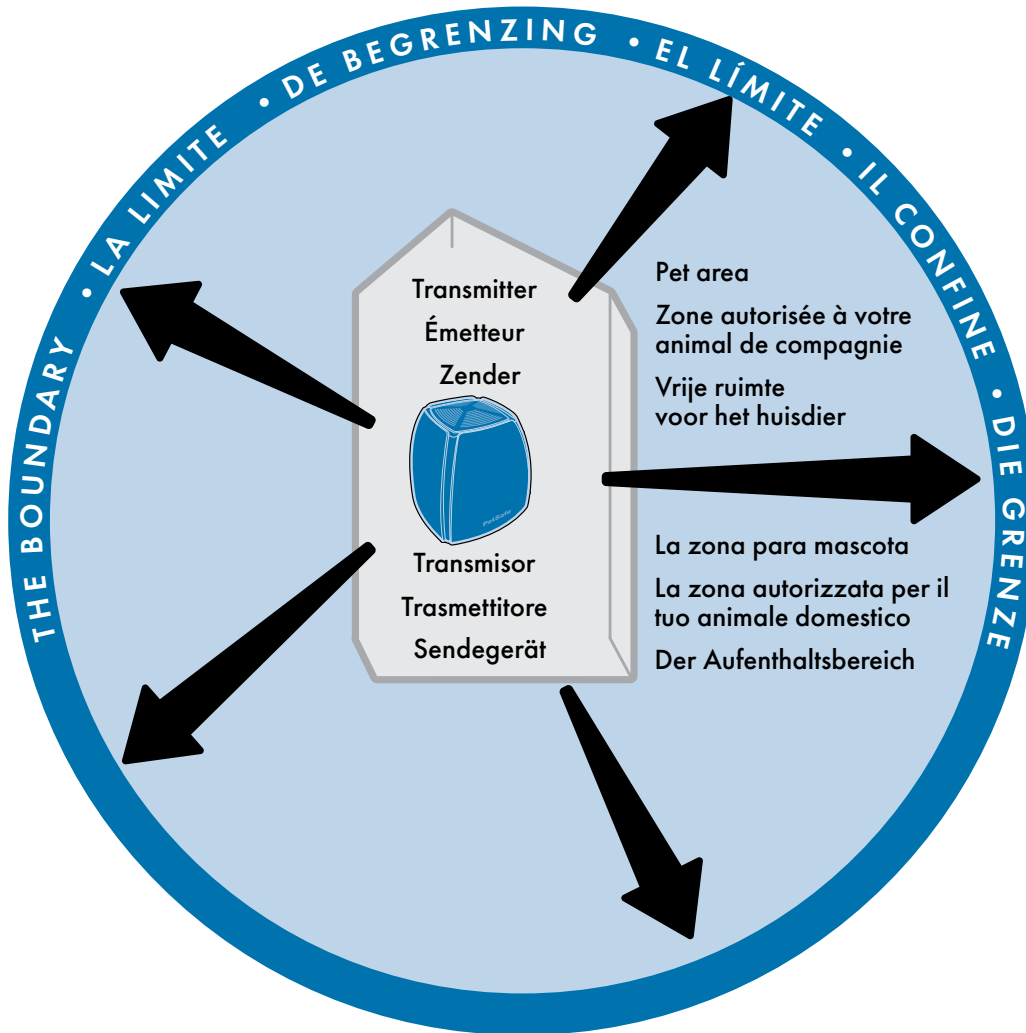 THE BOUNDARY • LA LIMITE • DE BEGRENZING • EL LÍMITE • IL CONFINE • DIE GRENZE
Transmitter
Émetteur
Zender
PetSafe
Transmisor
Trasmettitore
Sendegerät
Pet area
Zone autorisée à votre
animal de compagnie
Vrije ruimte
voor het huisdier
La zona para mascota
La zona autorizzata per il
tuo animale domestico
Der Aufenthaltsbereich